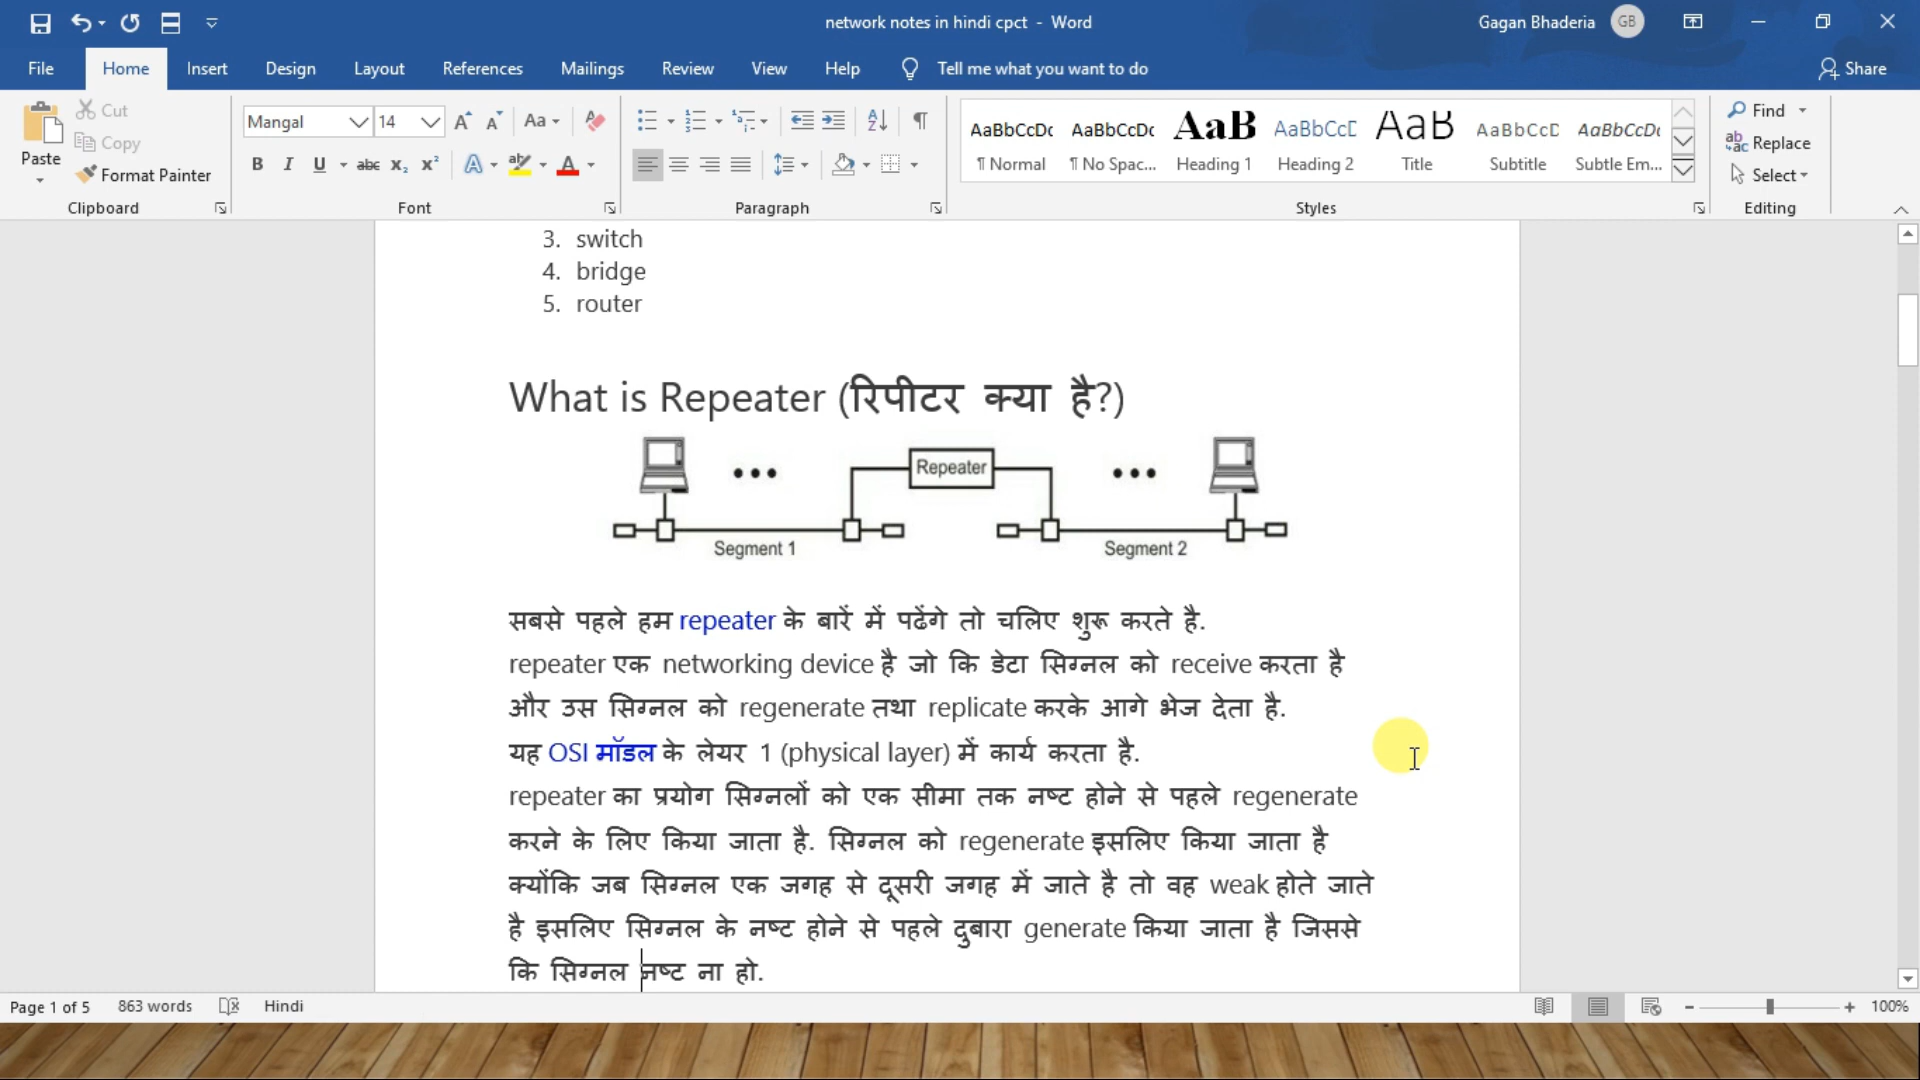 network notes in hindi cpct - Word
Gagan Bhaderia GB
File Home Insert Design Layout References Mailings Review View Help Tell me what you want to do Share
Paste Cut Copy Format Painter Clipboard
Mangal 14 Aa
B I U abc x₂ x² A A
Font
Paragraph
AaBbCcDc AaBbCcDc AaB AaBbCcC AaB AaBbCcC AaBbCcDc
¶ Normal ¶ No Spac... Heading 1 Heading 2 Title Subtitle Subtle Em...
Styles
Find
Replace
Select
Editing
3. switch
4. bridge
5. router
What is Repeater (रिपीटर क्या है?)
Repeater
Segment 1 Segment 2
सबसे पहले हम repeater के बारें में पढेंगे तो चलिए शुरू करते है.
repeater एक networking device है जो कि डेटा सिग्नल को receive करता है
और उस सिग्नल को regenerate तथा replicate करके आगे भेज देता है.
यह OSI मॉडल के लेयर 1 (physical layer) में कार्य करता है.
repeater का प्रयोग सिग्नलों को एक सीमा तक नष्ट होने से पहले regenerate
करने के लिए किया जाता है. सिग्नल को regenerate इसलिए किया जाता है
क्योंकि जब सिग्नल एक जगह से दूसरी जगह में जाते है तो वह weak होते जाते
है इसलिए सिग्नल के नष्ट होने से पहले दुबारा generate किया जाता है जिससे
कि सिग्नल नष्ट ना हो.
Page 1 of 5 863 words Hindi 100%